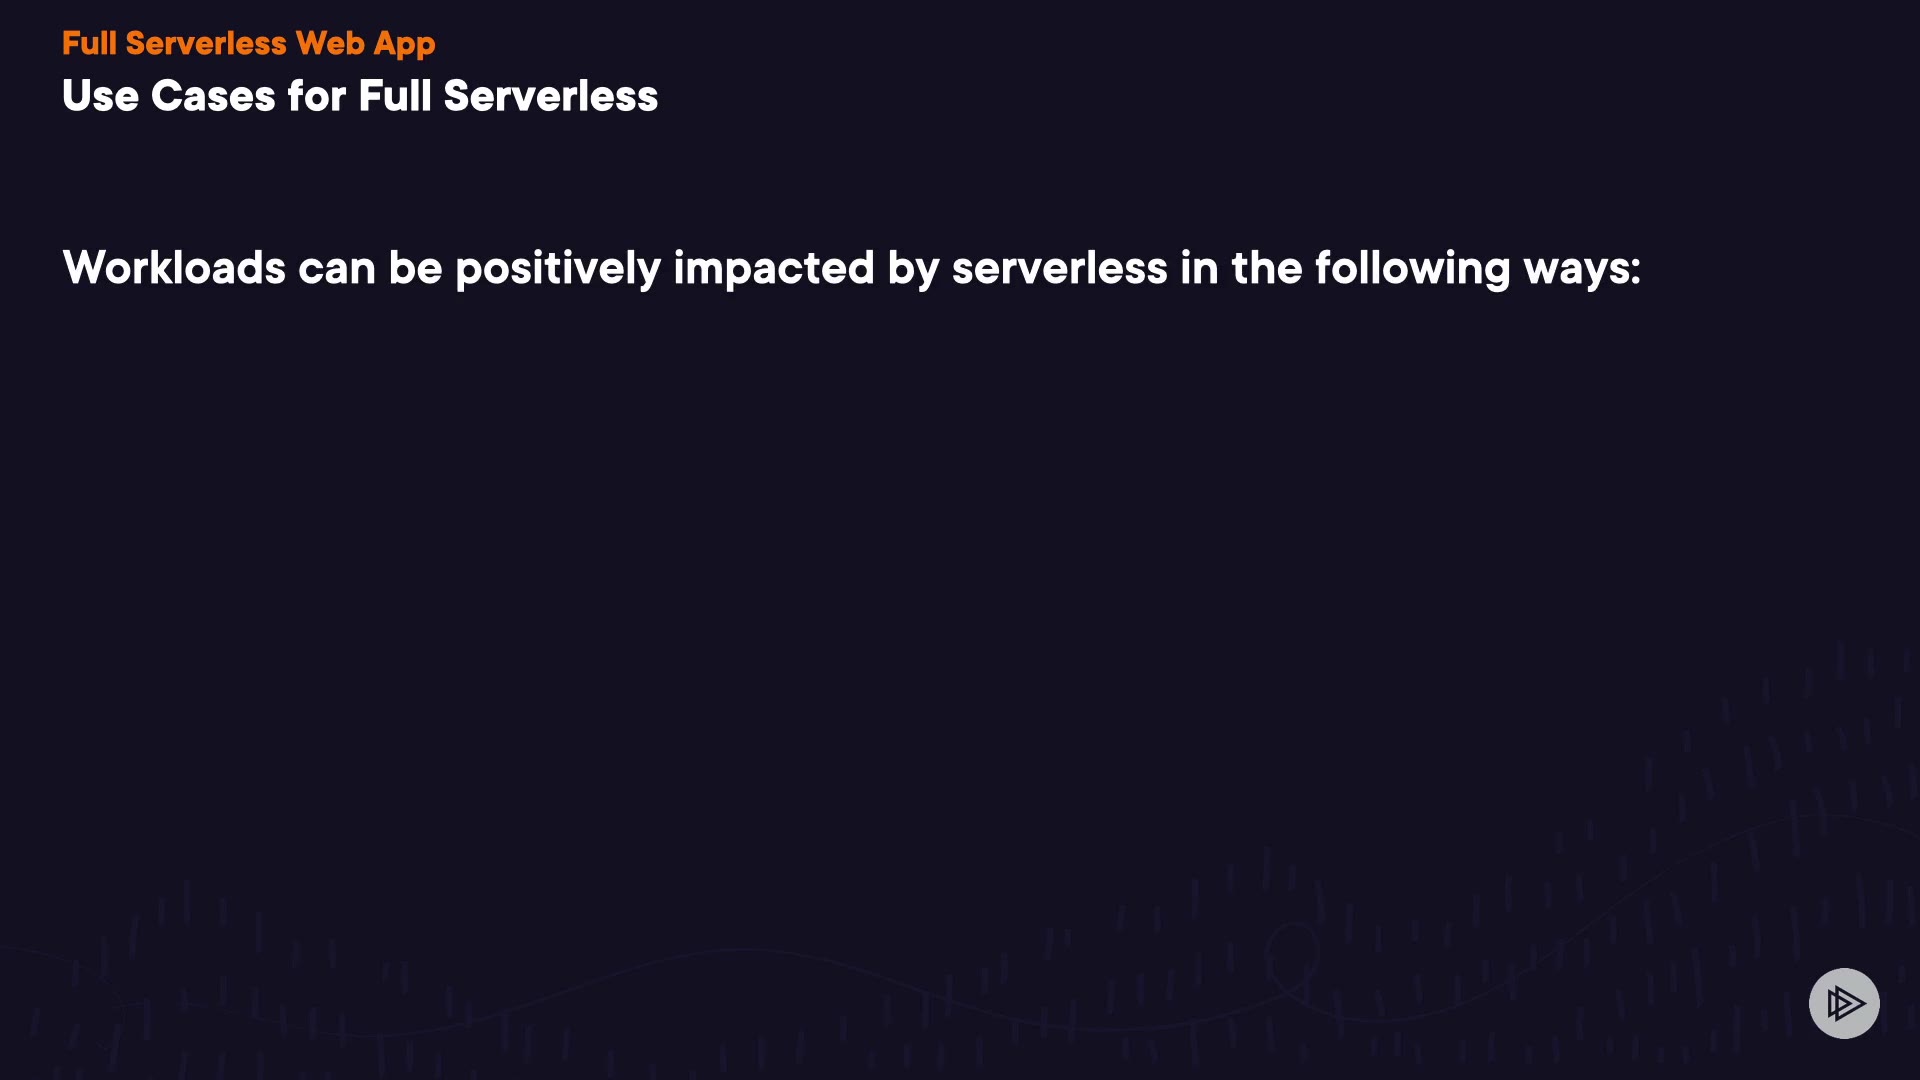 Full Serverless Web App
Use Cases for Full Serverless
Workloads can be positively impacted by serverless in the following ways: